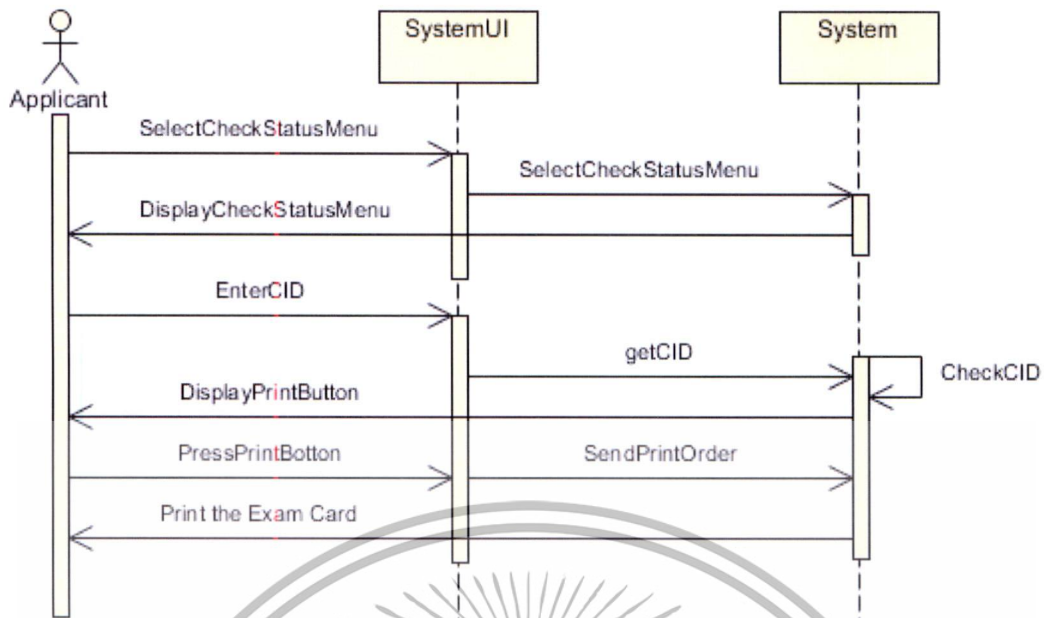 SystemUI
System
Applicant
SelectCheckStatusMenu
SelectCheckStatusMenu
DisplayCheckStatusMenu
EnterCID
getCID
CheckCID
DisplayPrintButton
PressPrintBotton
SendPrintOrder
Print the Exam Card